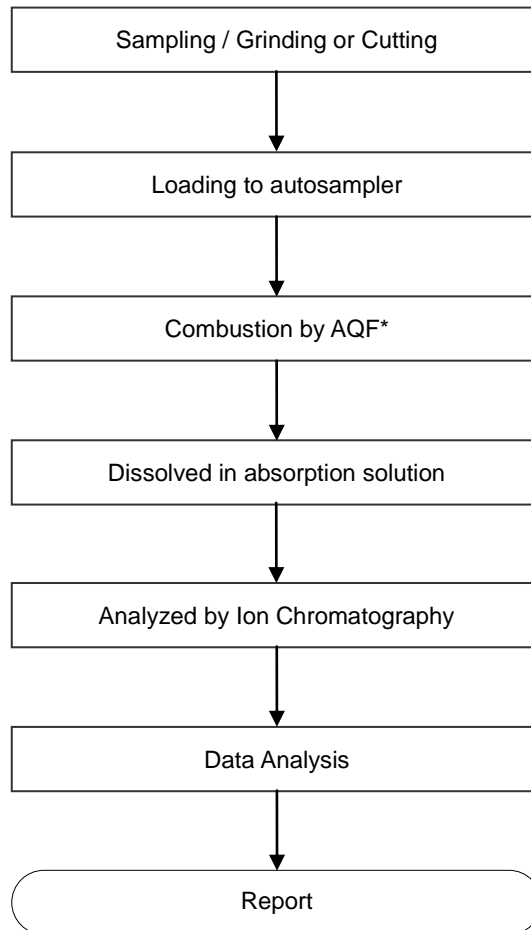 Sampling / Grinding or Cutting
Loading to autosampler
Combustion by AQF*
Dissolved in absorption solution
Analyzed by Ion Chromatography
Data Analysis
Report